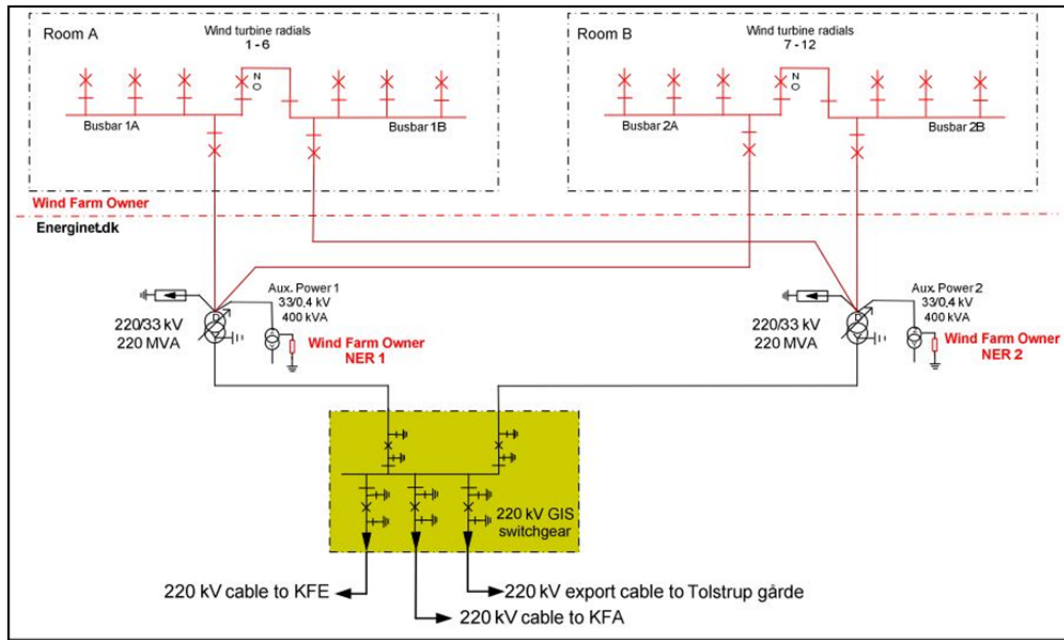 Room A
Wind turbine radials
1 - 6
N
O
Busbar 1A
Busbar 1B
Room B
Wind turbine radials
7 - 12
N
O
Busbar 2A
Busbar 2B
Wind Farm Owner
Energinet.dk
Aux. Power 1
33/0,4 kV
400 kVA
220/33 kV
220 MVA
Wind Farm Owner
NER 1
Aux. Power 2
33/0,4 kV
400 kVA
220/33 kV
220 MVA
Wind Farm Owner
NER 2
220 kV GIS
switchgear
220 kV cable to KFE
220 kV export cable to Tolstrup gårde
220 kV cable to KFA